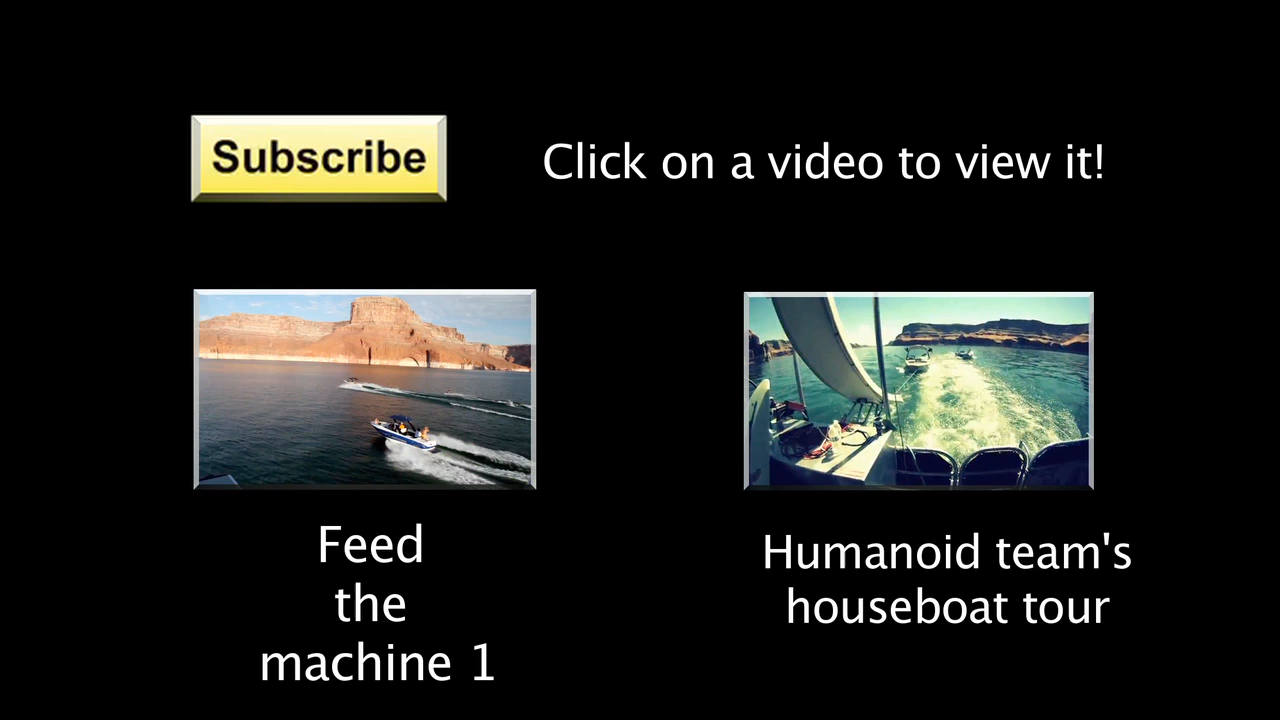 Subscribe
Click on a video to view it!
Feed
the
machine 1
Humanoid team's
houseboat tour